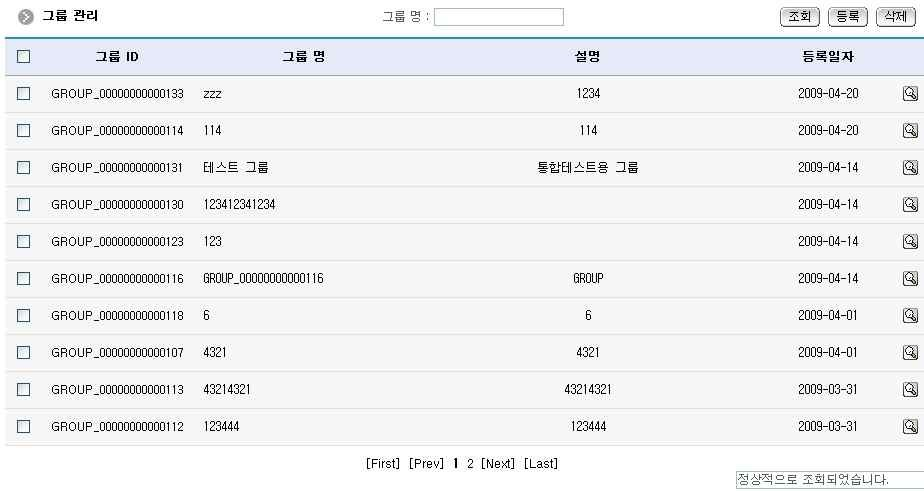 그룹 관리 그룹 명 : 조회 등록 삭제
그룹 ID 그룹 명 설명 등록일자
GROUP_00000000000133 zzz 1234 2009-04-20
GROUP_00000000000114 114 114 2009-04-20
GROUP_00000000000131 테스트 그룹 통합테스트용 그룹 2009-04-14
GROUP_00000000000130 123412341234 2009-04-14
GROUP_00000000000123 123 2009-04-14
GROUP_00000000000116 GROUP_00000000000116 GROUP 2009-04-14
GROUP_00000000000118 6 6 2009-04-01
GROUP_00000000000107 4321 4321 2009-04-01
GROUP_00000000000113 43214321 43214321 2009-03-31
GROUP_00000000000112 123444 123444 2009-03-31
[First] [Prev] 1 2 [Next] [Last]
정상적으로 조회되었습니다.